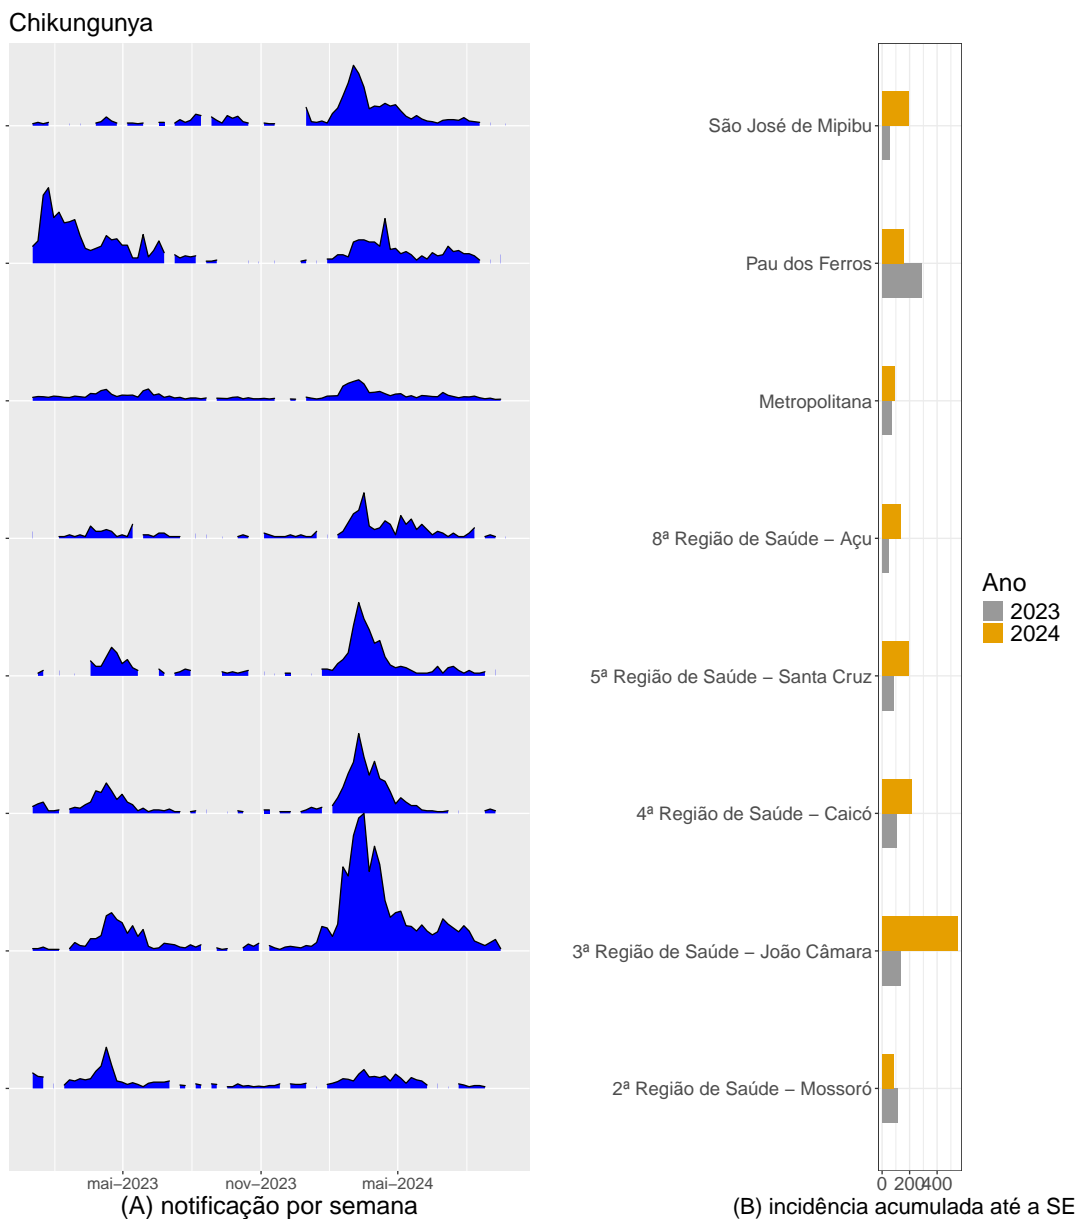 Chikungunya
São José de Mipibu
Pau dos Ferros
Metropolitana
8ª Região de Saúde – Açu
5ª Região de Saúde – Santa Cruz
4ª Região de Saúde – Caicó
3ª Região de Saúde – João Câmara
2ª Região de Saúde – Mossoró
Ano
2023
2024
mai–2023 nov–2023 mai–2024
0 200 400
(A) notificação por semana
(B) incidência acumulada até a SE